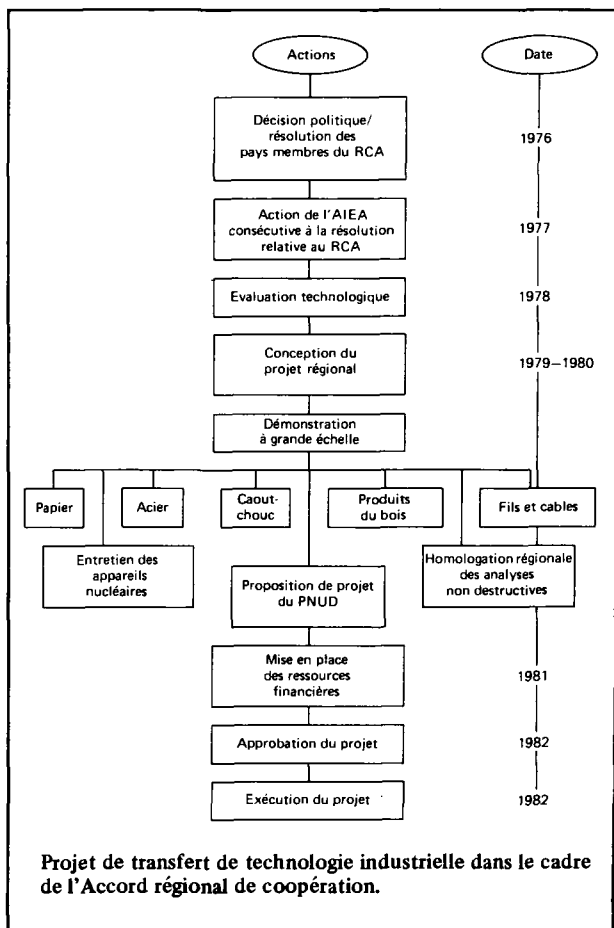 Actions
Date
Décision politique/
résolution des
pays membres du RCA
1976
Action de l'AIEA
consécutive à la résolution
relative au RCA
1977
Evaluation technologique
1978
Conception du
projet régional
1979–1980
Démonstration
à grande échelle
Papier
Acier
Caout-
chouc
Produits
du bois
Fils et cables
Entretien des
appareils
nucléaires
Proposition de projet
du PNUD
Homologation régionale
des analyses
non destructives
Mise en place
des ressources
financières
1981
Approbation du projet
1982
Exécution du projet
1982
Projet de transfert de technologie industrielle dans le cadre
de l'Accord régional de coopération.